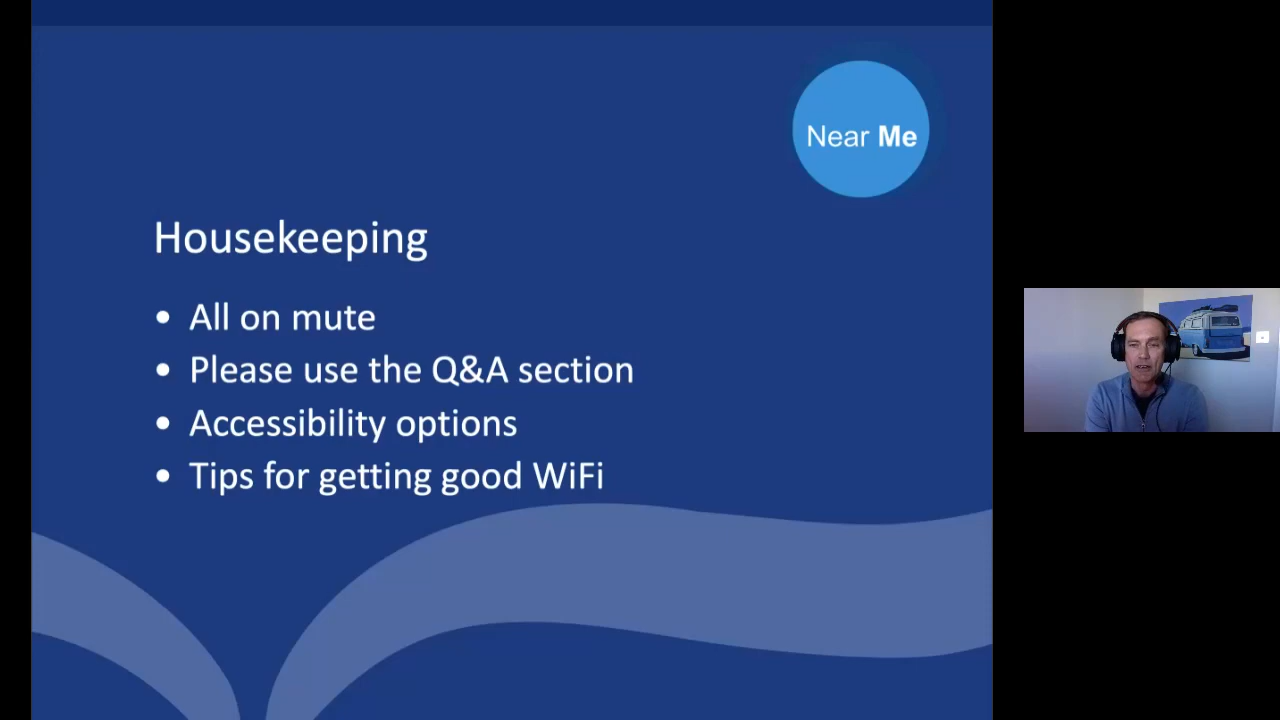 Near Me
Housekeeping
• All on mute
• Please use the Q&A section
• Accessibility options
• Tips for getting good WiFi